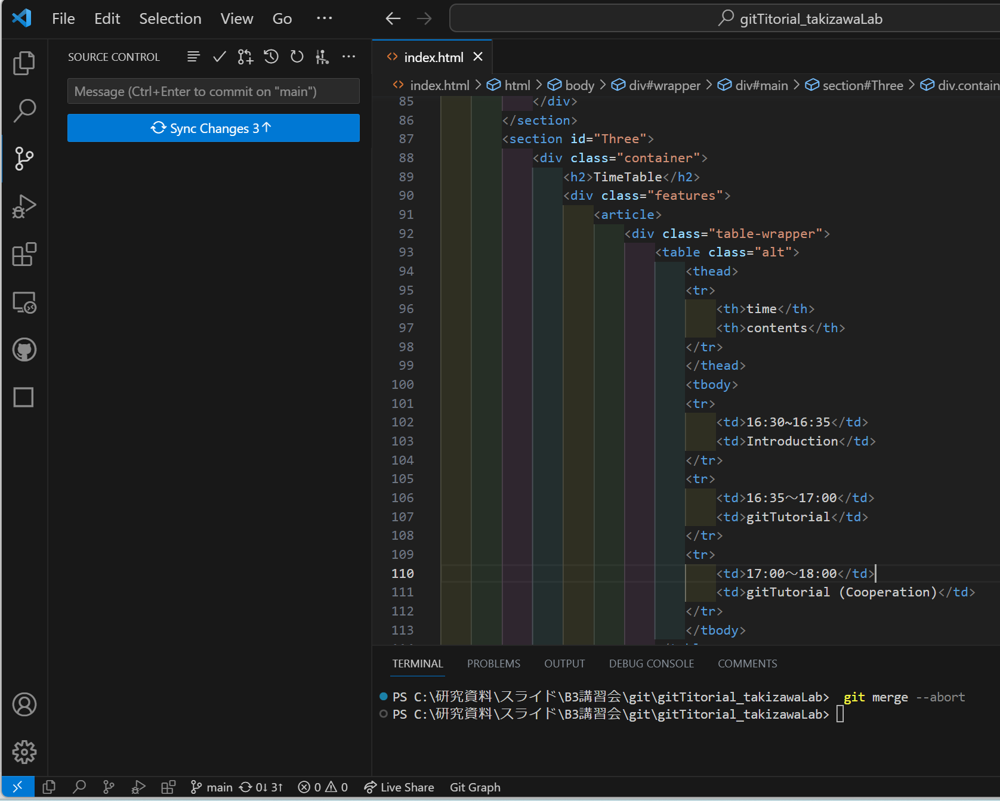 File Edit Selection View Go ···
gitTitorial_takizawaLab
SOURCE CONTROL
Message (Ctrl+Enter to commit on "main")
Sync Changes 3↑
index.html
index.html > html > body > div#wrapper > div#main > section#Three > div.contain
85 </div>
86 </section>
87 <section id="Three">
88 <div class="container">
89 <h2>TimeTable</h2>
90 <div class="features">
91 <article>
92 <div class="table-wrapper">
93 <table class="alt">
94 <thead>
95 <tr>
96 <th>time</th>
97 <th>contents</th>
98 </tr>
99 </thead>
100 <tbody>
101 <tr>
102 <td>16:30~16:35</td>
103 <td>Introduction</td>
104 </tr>
105 <tr>
106 <td>16:35～17:00</td>
107 <td>gitTutorial</td>
108 </tr>
109 <tr>
110 <td>17:00～18:00</td>
111 <td>gitTutorial (Cooperation)</td>
112 </tr>
113 </tbody>
TERMINAL PROBLEMS OUTPUT DEBUG CONSOLE COMMENTS
PS C:\研究資料\スライド\B3講習会\git\gitTitorial_takizawaLab> git merge --abort
PS C:\研究資料\スライド\B3講習会\git\gitTitorial_takizawaLab>
main 0↓ 3↑ 0 0 Live Share Git Graph